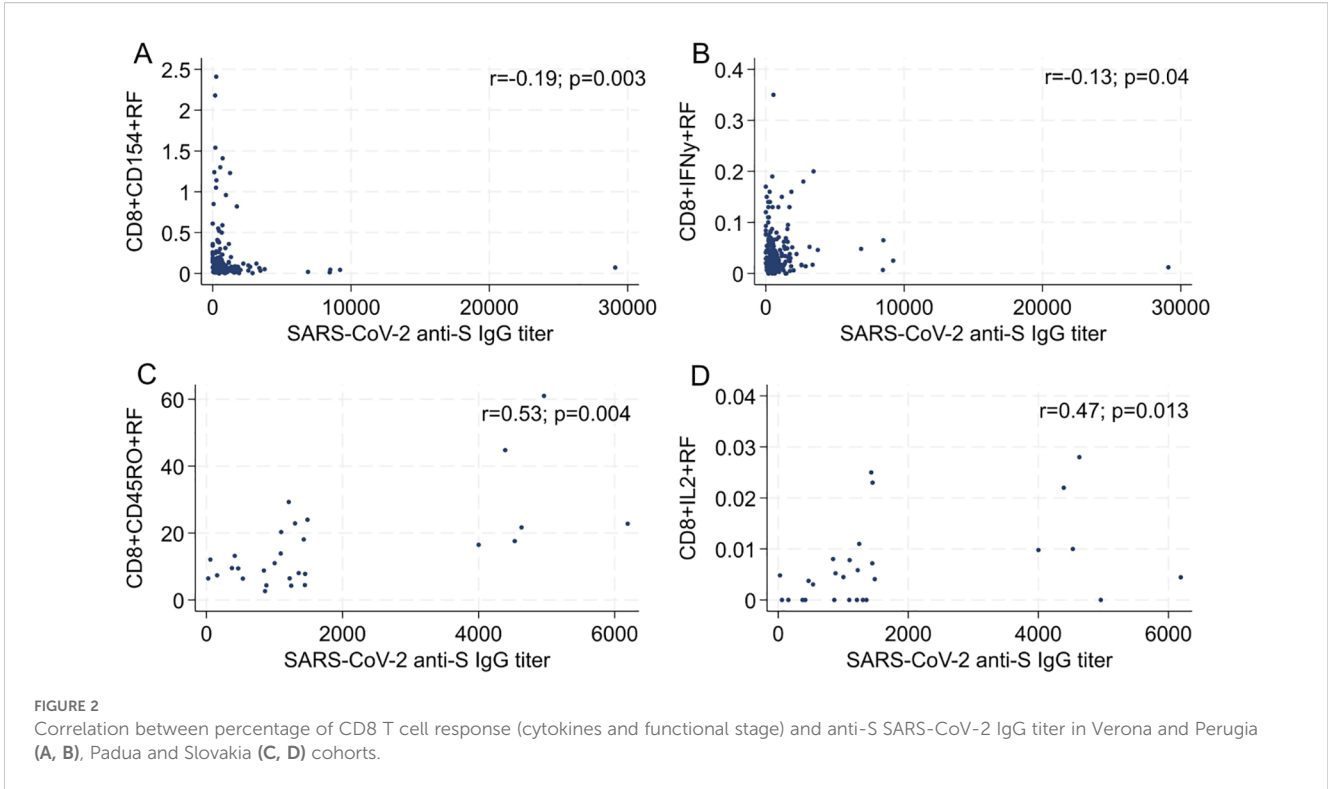 A
r=-0.19; p=0.003
CD8+CD154+RF
2.5
2
1.5
1
0.5
0
0 10000 20000 30000
SARS-CoV-2 anti-S IgG titer
B
r=-0.13; p=0.04
CD8+IFNy+RF
0.4
0.3
0.2
0.1
0
0 10000 20000 30000
SARS-CoV-2 anti-S IgG titer
C
r=0.53; p=0.004
CD8+CD45RO+RF
60
40
20
0
0 2000 4000 6000
SARS-CoV-2 anti-S IgG titer
D
r=0.47; p=0.013
CD8+IL2+RF
0.04
0.03
0.02
0.01
0
0 2000 4000 6000
SARS-CoV-2 anti-S IgG titer
FIGURE 2
Correlation between percentage of CD8 T cell response (cytokines and functional stage) and anti-S SARS-CoV-2 IgG titer in Verona and Perugia
(A, B), Padua and Slovakia (C, D) cohorts.